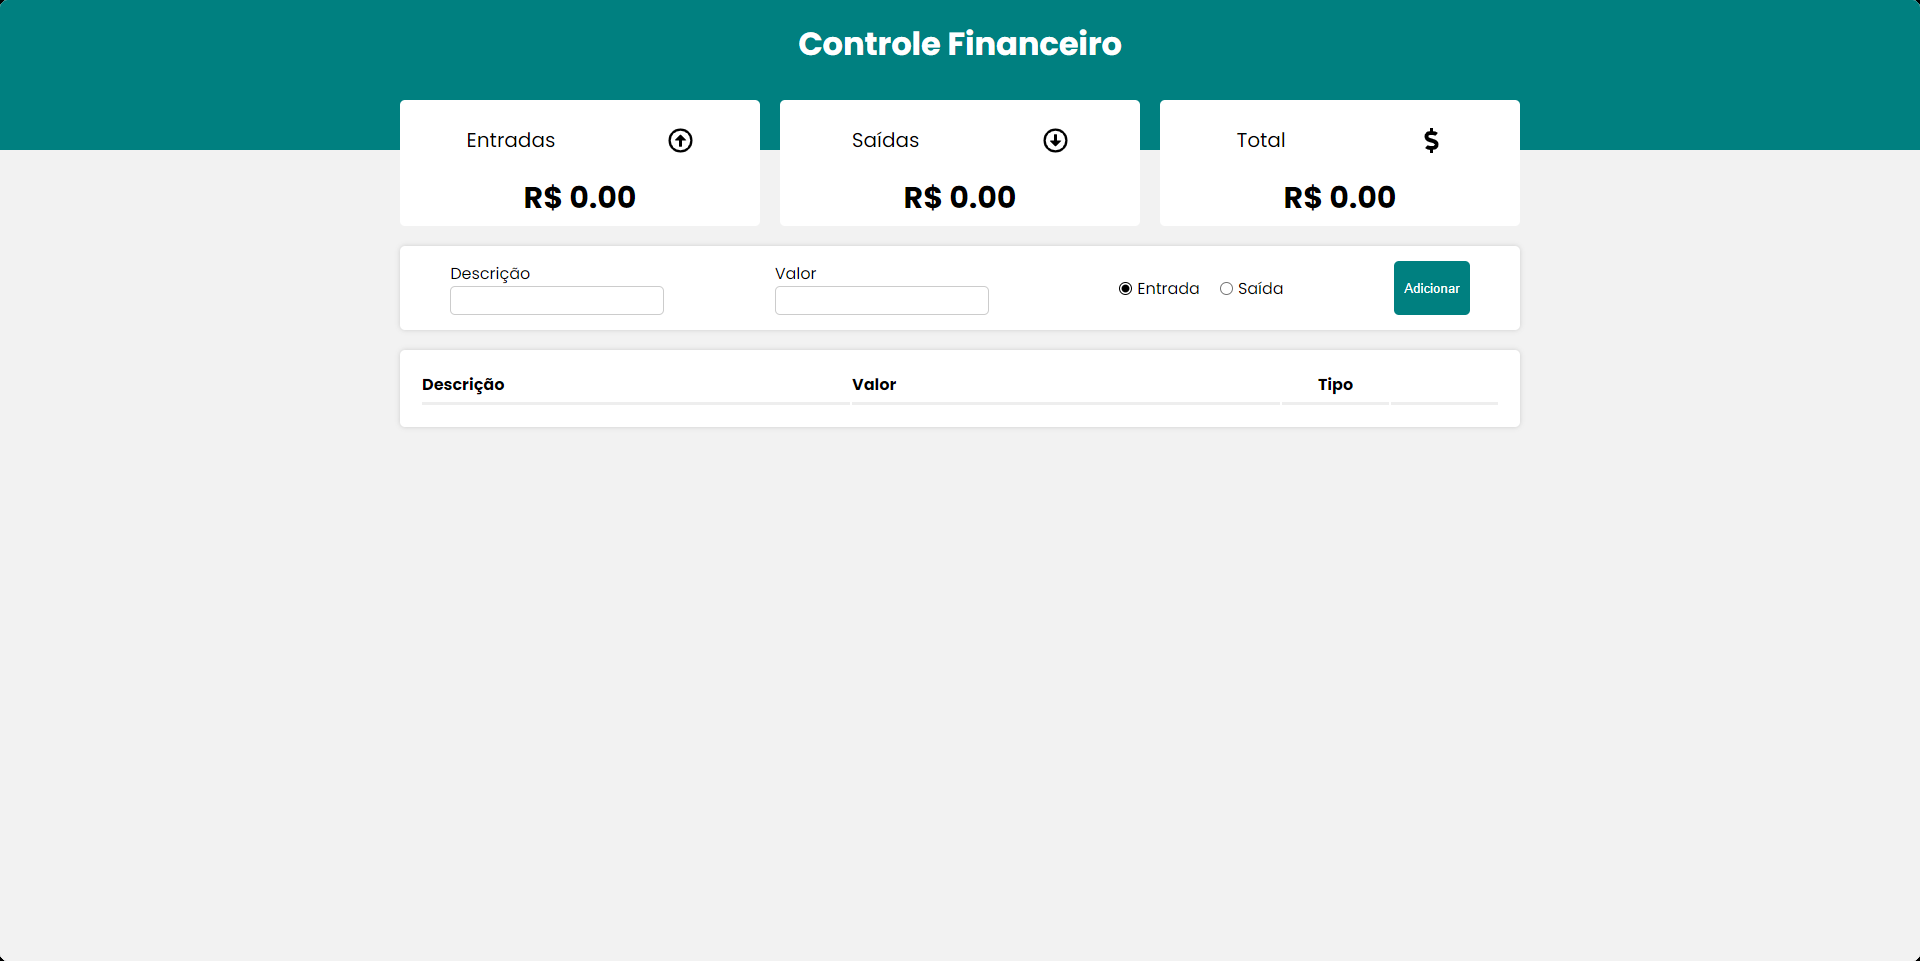 Controle Financeiro
Entradas
R$ 0.00
Saídas
R$ 0.00
Total
$
R$ 0.00
Descrição
Valor
Entrada
Saída
Adicionar
Descrição Valor Tipo